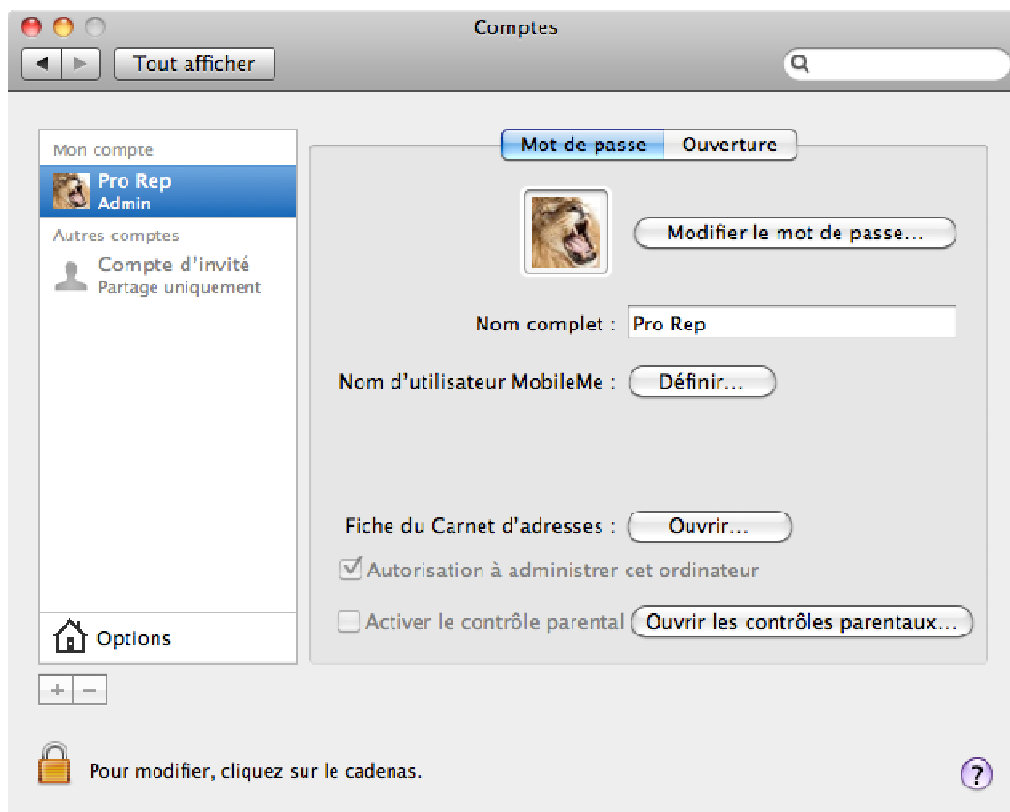 Comptes
Tout afficher
Mon compte
Pro Rep
Admin
Autres comptes
Compte d'invité
Partage uniquement
Options
+ −
Mot de passe Ouverture
Modifier le mot de passe...
Nom complet : Pro Rep
Nom d'utilisateur MobileMe : Définir...
Fiche du Carnet d'adresses : Ouvrir...
Autorisation à administrer cet ordinateur
Activer le contrôle parental Ouvrir les contrôles parentaux...
Pour modifier, cliquez sur le cadenas.
?